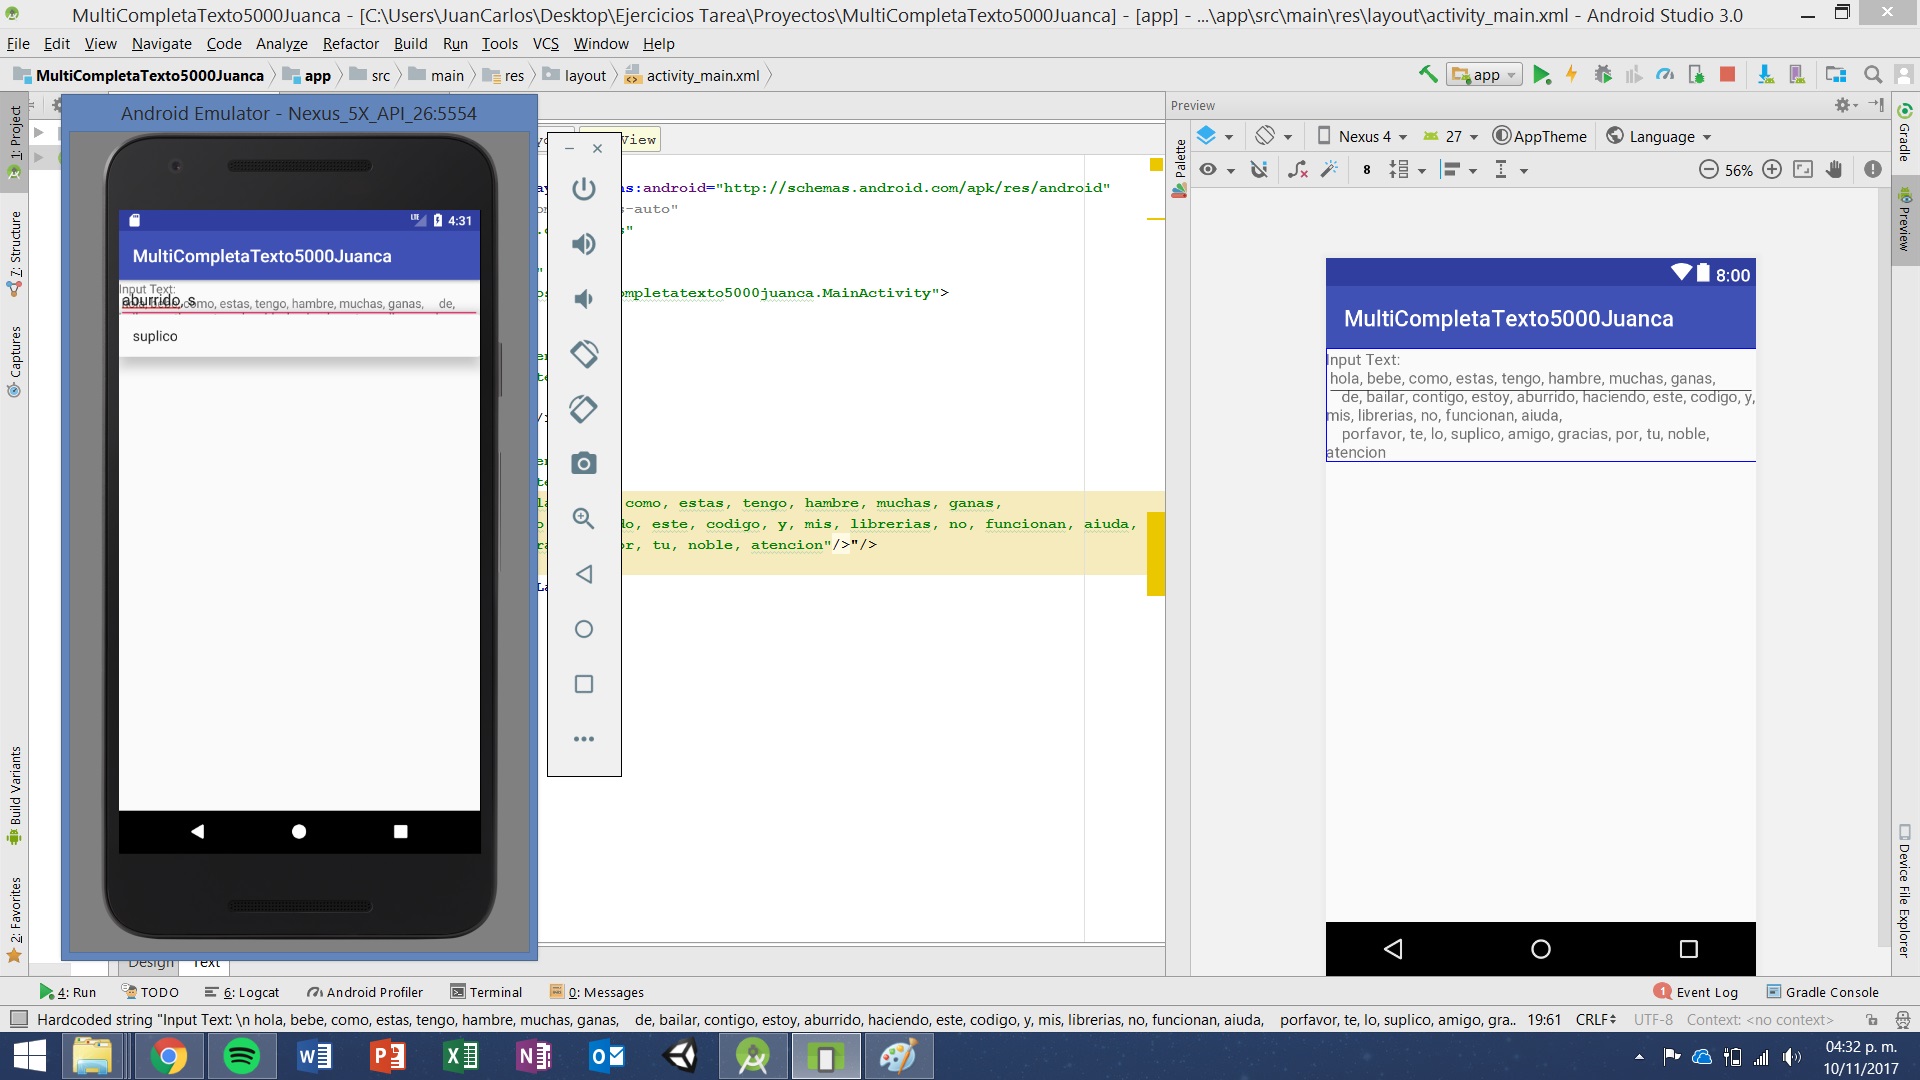 MultiCompletaTexto5000Juanca - [C:\Users\JuanCarlos\Desktop\Ejercicios Tarea\Proyectos\MultiCompletaTexto5000Juanca] - [app] - ...\app\src\main\res\layout\activity_main.xml - Android Studio 3.0
File Edit View Navigate Code Analyze Refactor Build Run Tools VCS Window Help
MultiCompletaTexto5000Juanca app src main res layout activity_main.xml
app
1: Project
7: Structure
Captures
Build Variants
2: Favorites
Android Emulator - Nexus_5X_API_26:5554
LTE 4:31
MultiCompletaTexto5000Juanca
Input Text:
aburrido, s
como, estas, tengo, hambre, muchas, ganas, de,
suplico
View
s:android="http://schemas.android.com/apk/res/android"
s-auto"
"
ompletatexto5000juanca.MainActivity">
como, estas, tengo, hambre, muchas, ganas,
do, este, codigo, y, mis, librerias, no, funcionan, aiuda,
or, tu, noble, atencion"/>"/>
Design Text
Preview
Palette
Nexus 4 27 AppTheme Language
8 56%
8:00
MultiCompletaTexto5000Juanca
Input Text:
hola, bebe, como, estas, tengo, hambre, muchas, ganas,
de, bailar, contigo, estoy, aburrido, haciendo, este, codigo, y,
mis, librerias, no, funcionan, aiuda,
porfavor, te, lo, suplico, amigo, gracias, por, tu, noble,
atencion
Gradle
Preview
Device File Explorer
4: Run TODO 6: Logcat Android Profiler Terminal 0: Messages 1 Event Log Gradle Console
Hardcoded string "Input Text: \n hola, bebe, como, estas, tengo, hambre, muchas, ganas, de, bailar, contigo, estoy, aburrido, haciendo, este, codigo, y, mis, librerias, no, funcionan, aiuda, porfavor, te, lo, suplico, amigo, gra.. 19:61 CRLF UTF-8 Context: <no context>
04:32 p. m.
10/11/2017